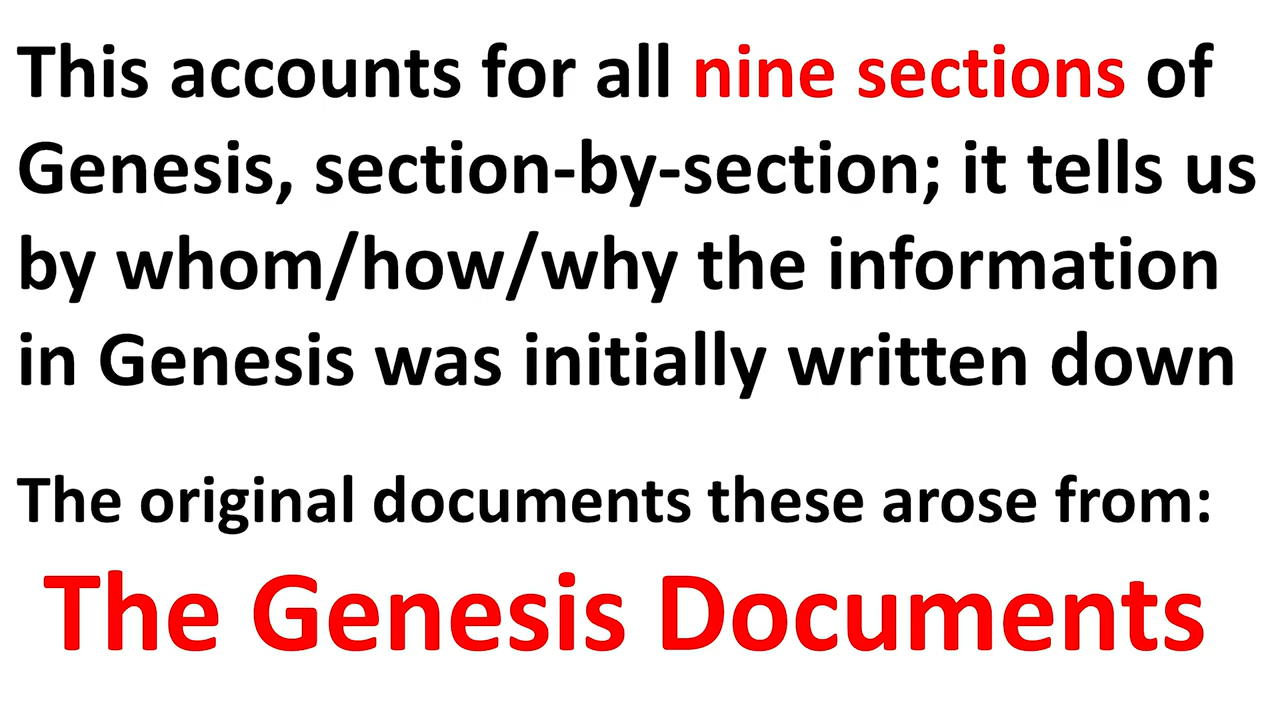 This accounts for all nine sections of
Genesis, section-by-section; it tells us
by whom/how/why the information
in Genesis was initially written down
The original documents these arose from:
The Genesis Documents